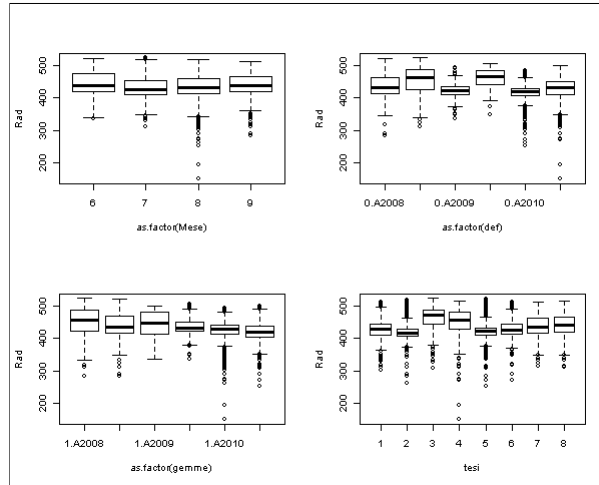 500
400
300
200
Rad
6 7 8 9
as.factor(Mese)
500
400
300
200
Rad
0.A2008 0.A2009 0.A2010
as.factor(def)
500
400
300
200
Rad
1.A2008 1.A2009 1.A2010
as.factor(gemme)
500
400
300
200
Rad
1 2 3 4 5 6 7 8
tesi